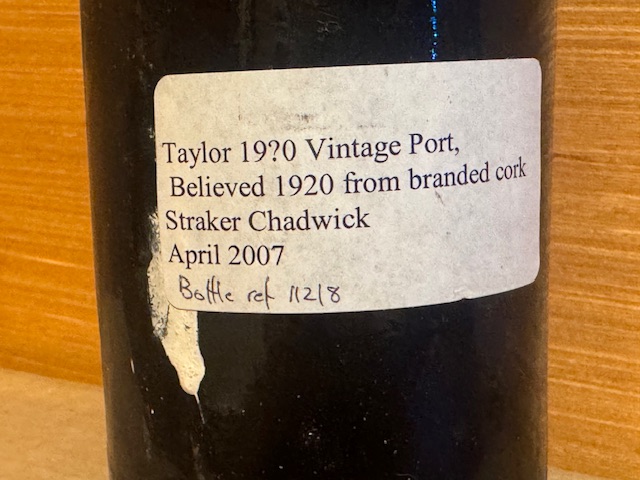 Taylor 19?0 Vintage Port,
Believed 1920 from branded cork
Straker Chadwick
April 2007
Bottle ref 11218